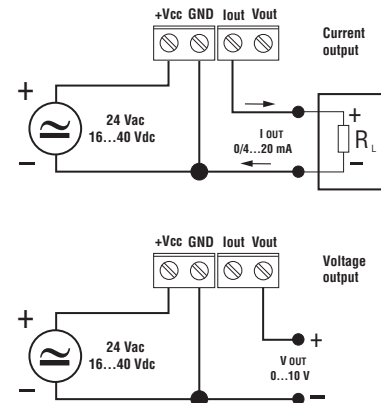 +Vcc GND Iout Vout
Current
output
+
24 Vac
16...40 Vdc
–
I OUT
0/4...20 mA
+
R L
–
+Vcc GND Iout Vout
Voltage
output
+
24 Vac
16...40 Vdc
–
+
V OUT
0...10 V
–